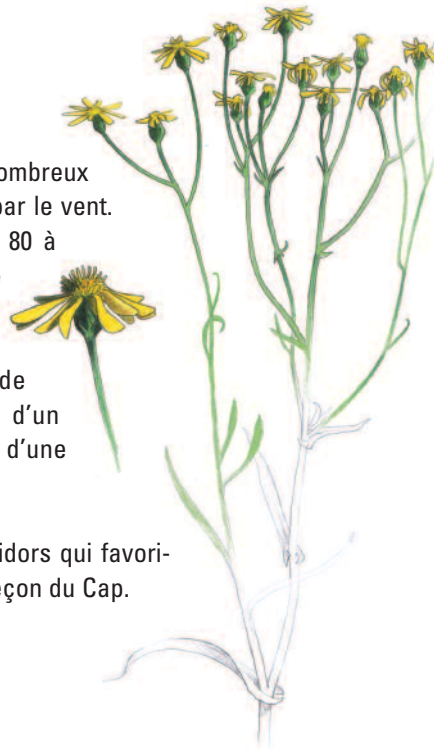 ombreux
par le vent.
80 à
de
d'un
d'une
idors qui favori-
eçon du Cap.